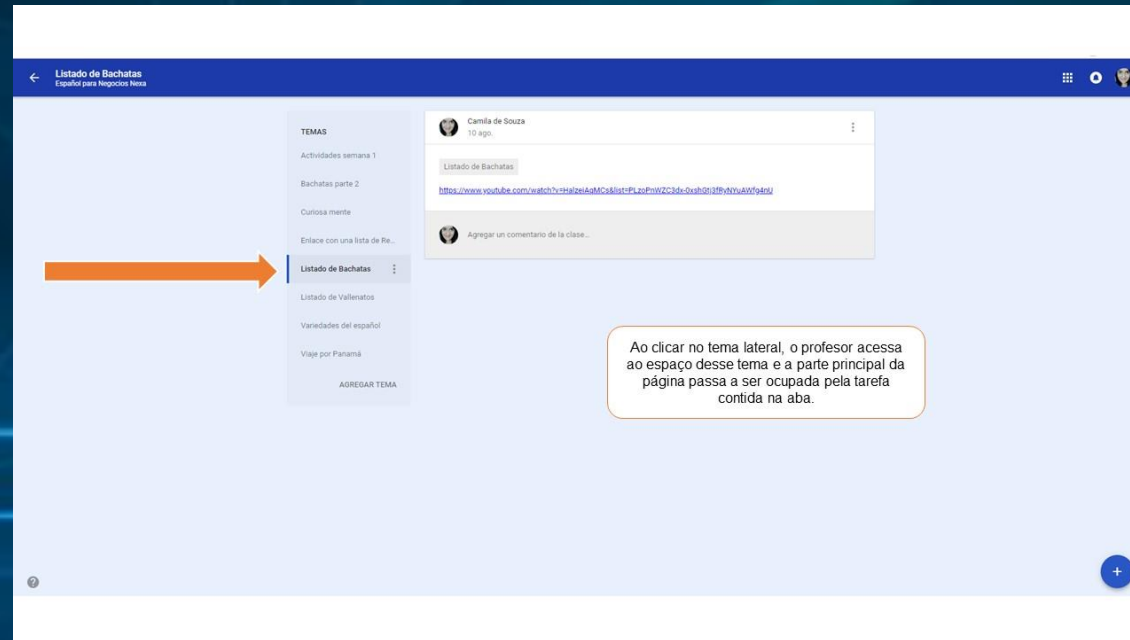 Listado de Bachatas
Español para Negocios Nexa
TEMAS
Actividades semana 1
Bachatas parte 2
Curiosa mente
Enlace con una lista de Re...
Listado de Bachatas
Listado de Vallenatos
Variedades del español
Viaje por Panamá
AGREGAR TEMA
Camila de Souza
10 ago.
Listado de Bachatas
https://www.youtube.com/watch?v=HalzeiAqMCs&list=PLzoPnWZC3dx-0xshGtj3fRyNYuAWfg4nU
Agregar un comentario de la clase...
Ao clicar no tema lateral, o profesor acessa
ao espaço desse tema e a parte principal da
página passa a ser ocupada pela tarefa
contida na aba.